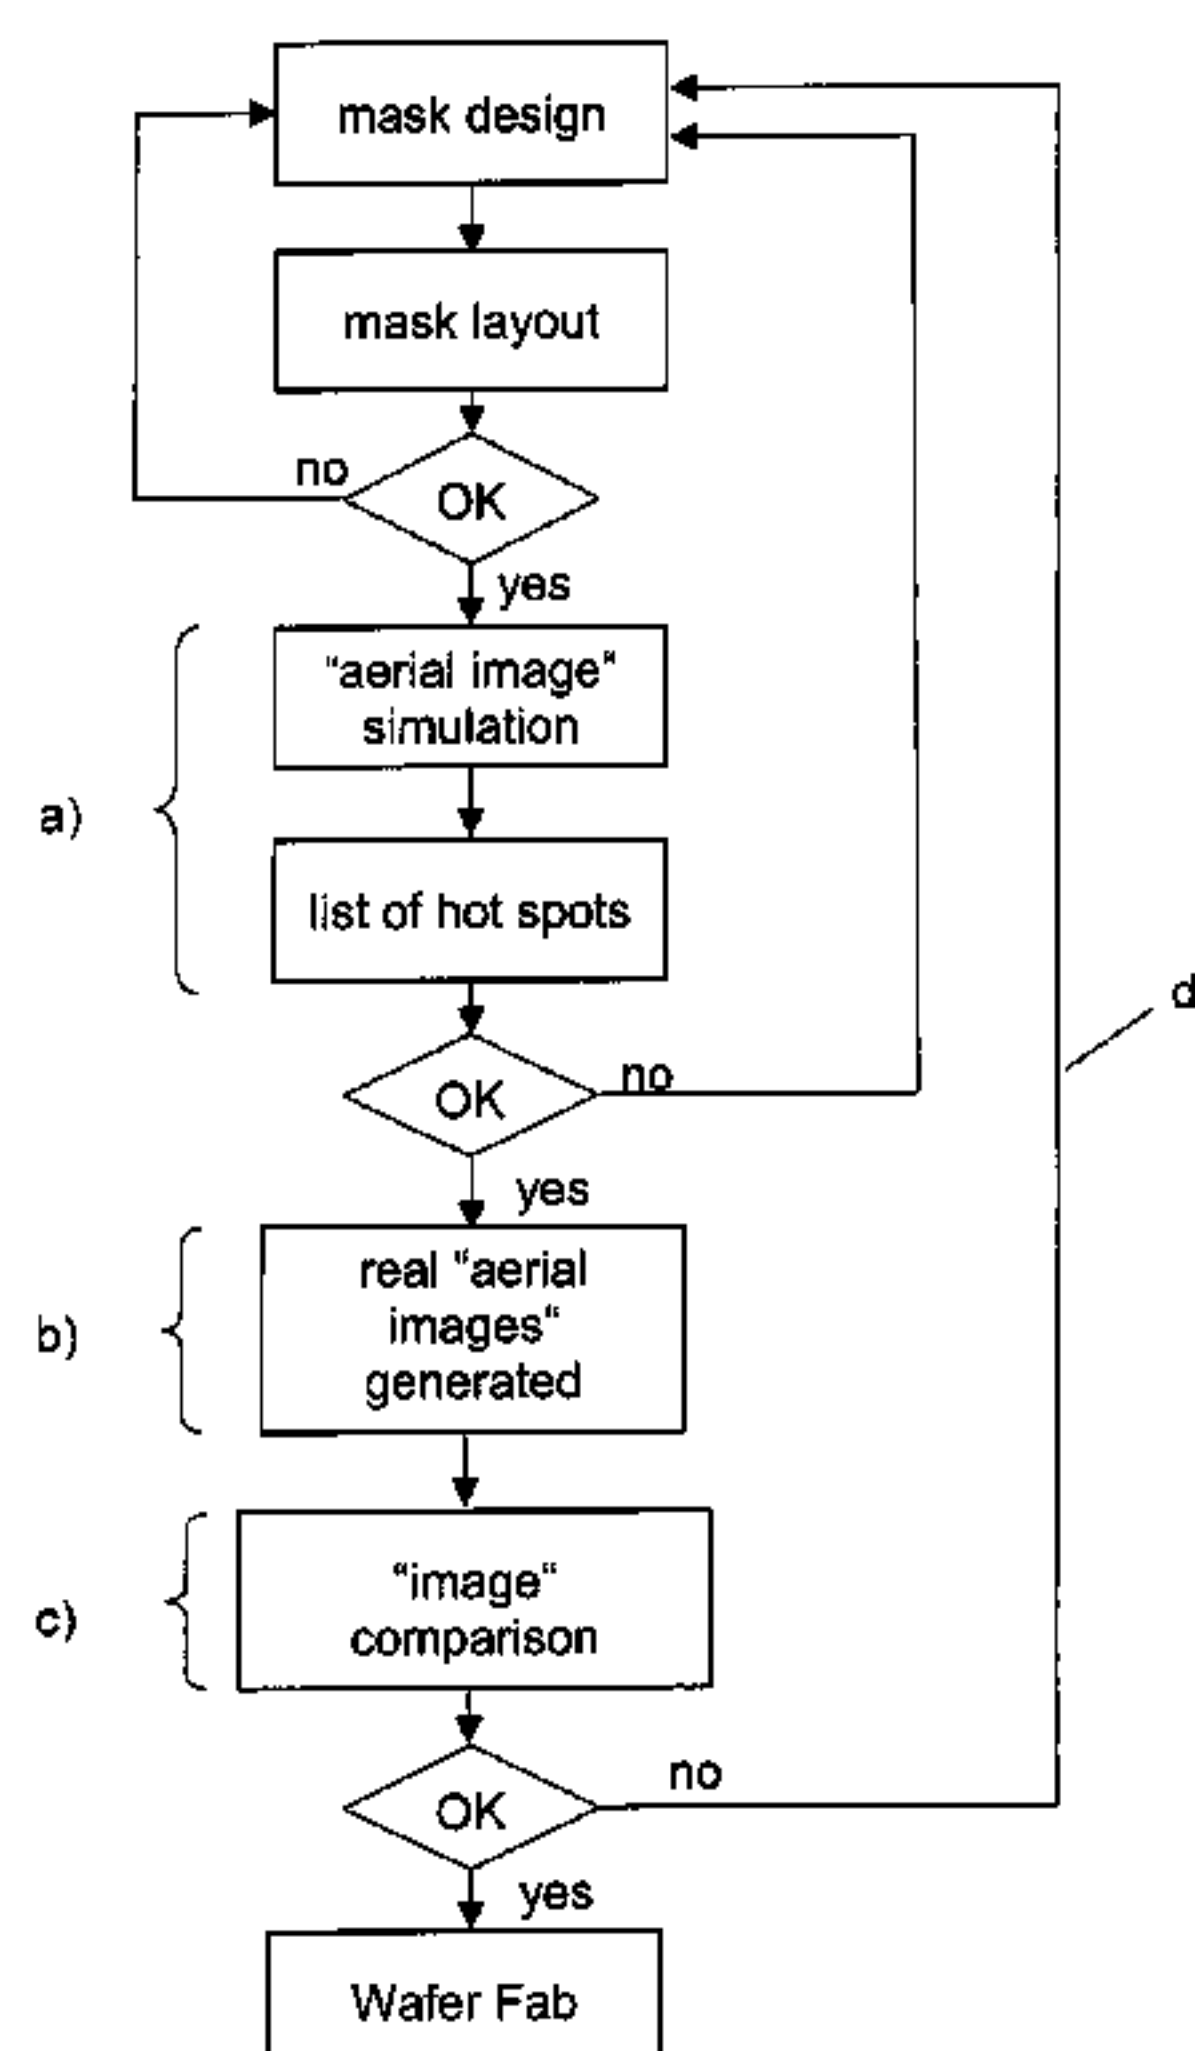 mask design
mask layout
no
OK
yes
"aerial image“
simulation
a)
list of hot spots
d
OK
no
yes
real "aerial
images“
generated
b)
"image“
comparison
c)
OK
no
yes
Wafer Fab